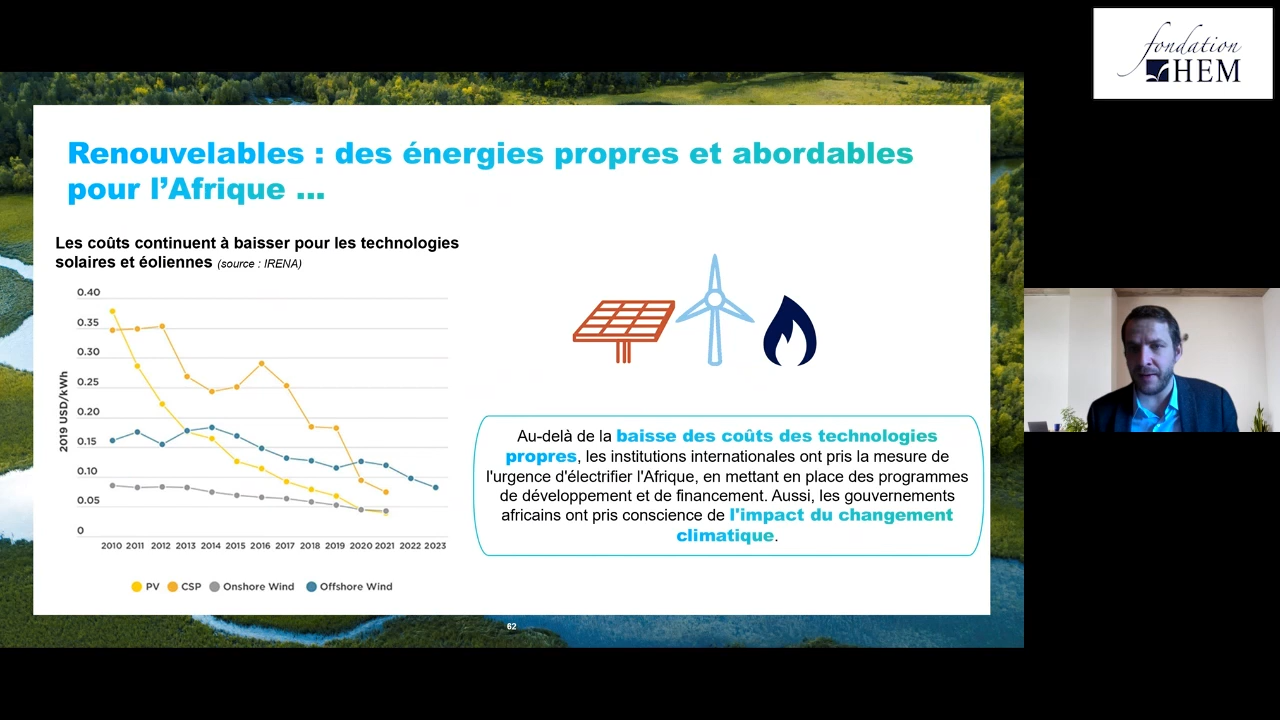 fondation
HEM
Renouvelables : des énergies propres et abordables
pour l'Afrique ...
Les coûts continuent à baisser pour les technologies
solaires et éoliennes (source : IRENA)
2019 USD/kWh
0.40
0.35
0.30
0.25
0.20
0.15
0.10
0.05
0
2010 2011 2012 2013 2014 2015 2016 2017 2018 2019 2020 2021 2022 2023
PV CSP Onshore Wind Offshore Wind
Au-delà de la baisse des coûts des technologies
propres, les institutions internationales ont pris la mesure de
l'urgence d'électrifier l'Afrique, en mettant en place des programmes
de développement et de financement. Aussi, les gouvernements
africains ont pris conscience de l'impact du changement
climatique.
62